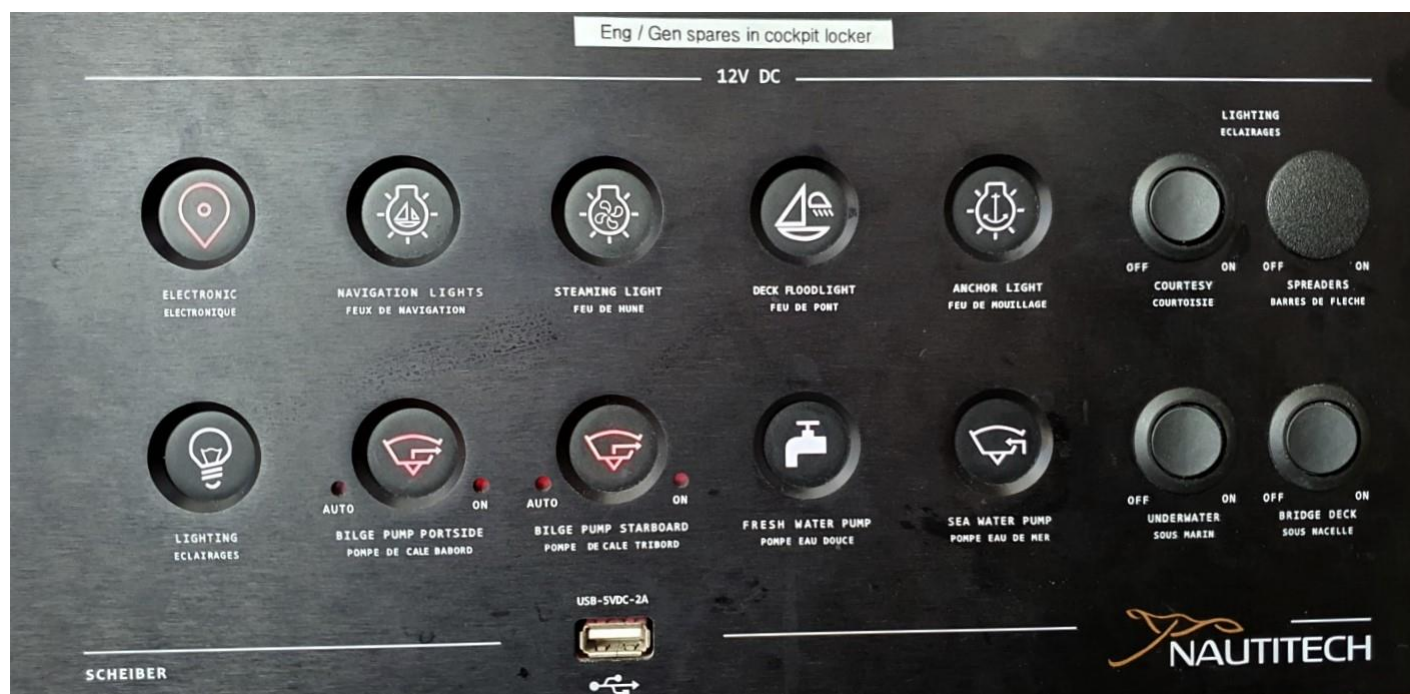 Eng / Gen spares in cockpit locker
12V DC
LIGHTING
ECLAIRAGES
ELECTRONIC
ELECTRONIQUE
NAVIGATION LIGHTS
FEUX DE NAVIGATION
STEAMING LIGHT
FEU DE HUNE
DECK FLOODLIGHT
FEU DE PONT
ANCHOR LIGHT
FEU DE MOUILLAGE
OFF ON
COURTESY
COURTOISIE
OFF ON
SPREADERS
BARRES DE FLECHE
LIGHTING
ECLAIRAGES
AUTO ON
BILGE PUMP PORTSIDE
POMPE DE CALE BABORD
AUTO ON
BILGE PUMP STARBOARD
POMPE DE CALE TRIBORD
FRESH WATER PUMP
POMPE EAU DOUCE
SEA WATER PUMP
POMPE EAU DE MER
OFF ON
UNDERWATER
SOUS MARIN
OFF ON
BRIDGE DECK
SOUS NACELLE
USB-5VDC-2A
SCHEIBER
NAUTITECH